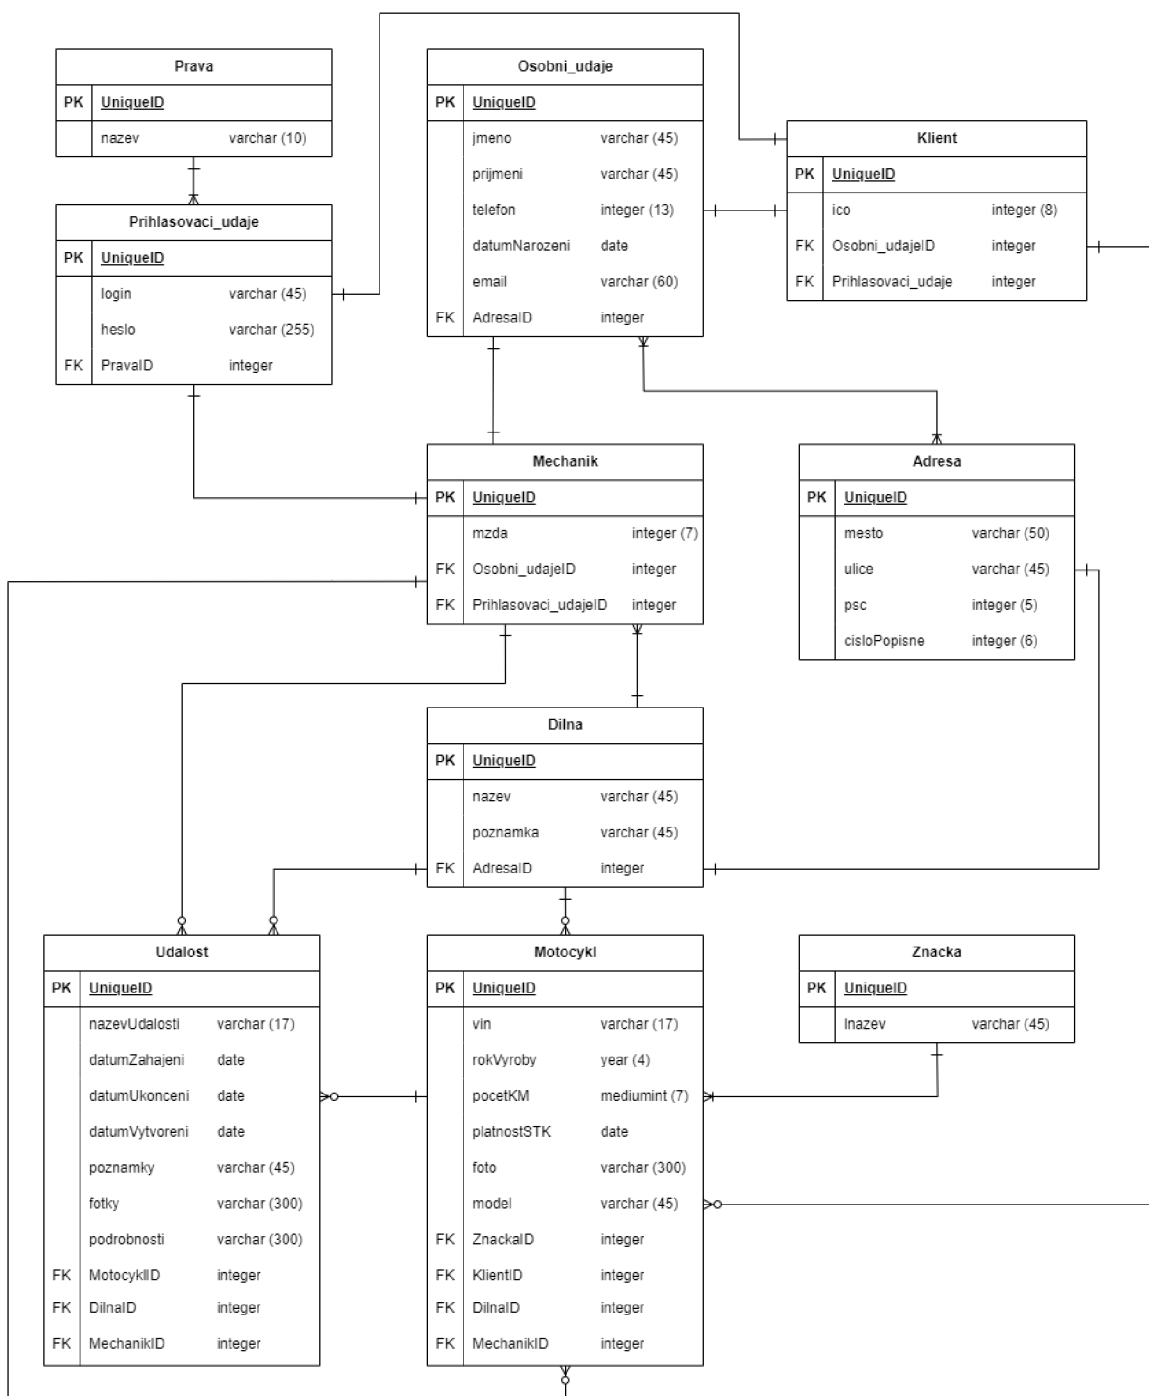 Prava
PK UniqueID
nazev varchar (10)
Osobni_udaje
PK UniqueID
jmeno varchar (45)
prijmeni varchar (45)
telefon integer (13)
datumNarozeni date
email varchar (60)
FK AdresaID integer
Klient
PK UniqueID
ico integer (8)
FK Osobni_udajeID integer
FK Prihlasovaci_udaje integer
Prihlasovaci_udaje
PK UniqueID
login varchar (45)
heslo varchar (255)
FK PravaID integer
Mechanik
PK UniqueID
mzda integer (7)
FK Osobni_udajeID integer
FK Prihlasovaci_udajeID integer
Adresa
PK UniqueID
mesto varchar (50)
ulice varchar (45)
psc integer (5)
cisloPopisne integer (6)
Dilna
PK UniqueID
nazev varchar (45)
poznamka varchar (45)
FK AdresaID integer
Udalost
PK UniqueID
nazevUdalosti varchar (17)
datumZahajeni date
datumUkonceni date
datumVytvoreni date
poznamky varchar (45)
fotky varchar (300)
podrobnosti varchar (300)
FK MotocyklID integer
FK DilnaID integer
FK MechanikID integer
Motocykl
PK UniqueID
vin varchar (17)
rokVyroby year (4)
pocetKM mediumint (7)
platnostSTK date
foto varchar (300)
model varchar (45)
FK ZnackaID integer
FK KlientID integer
FK DilnaID integer
FK MechanikID integer
Znacka
PK UniqueID
lnazev varchar (45)